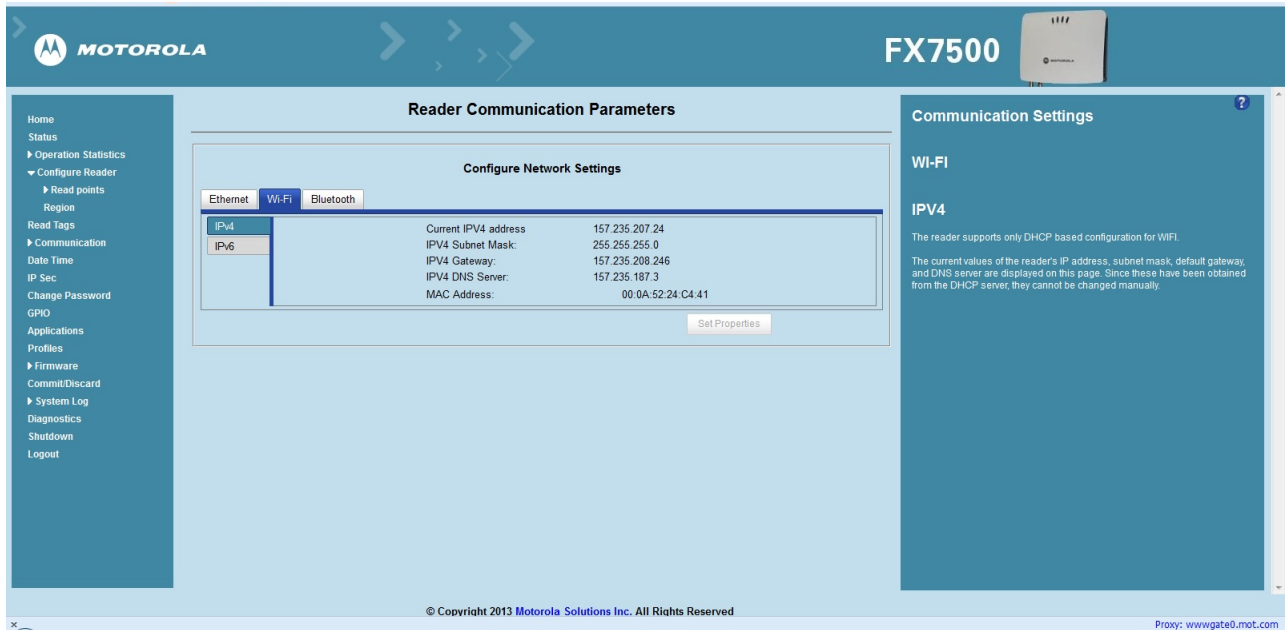 MOTOROLA
FX7500
Home
Status
Operation Statistics
Configure Reader
Read points
Region
Read Tags
Communication
Date Time
IP Sec
Change Password
GPIO
Applications
Profiles
Firmware
Commit/Discard
System Log
Diagnostics
Shutdown
Logout
Reader Communication Parameters
Configure Network Settings
Ethernet Wi-Fi Bluetooth
IPv4
IPv6
Current IPV4 address 157.235.207.24
IPV4 Subnet Mask: 255.255.255.0
IPV4 Gateway: 157.235.208.246
IPV4 DNS Server: 157.235.187.3
MAC Address: 00:0A:52:24:C4:41
Set Properties
?
Communication Settings
WI-FI
IPV4
The reader supports only DHCP based configuration for WIFI.
The current values of the reader's IP address, subnet mask, default gateway,
and DNS server are displayed on this page. Since these have been obtained
from the DHCP server, they cannot be changed manually.
© Copyright 2013 Motorola Solutions Inc. All Rights Reserved
x
Proxy: wwwgate0.mot.com